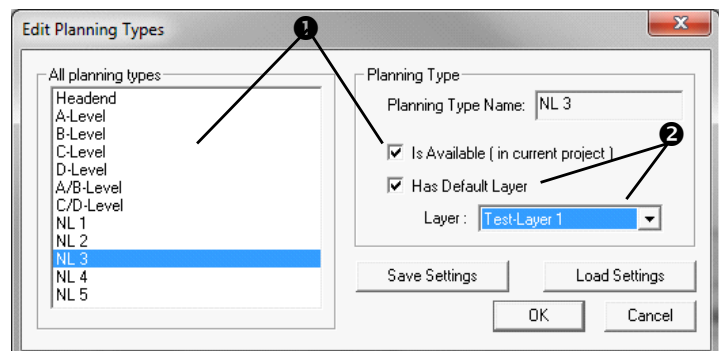 Edit Planning Types
❶
All planning types
Headend
A-Level
B-Level
C-Level
D-Level
A/B-Level
C/D-Level
NL 1
NL 2
NL 3
NL 4
NL 5
Planning Type
Planning Type Name: NL 3
❷
Is Available ( in current project )
Has Default Layer
Layer : Test-Layer 1
Save Settings Load Settings
OK Cancel